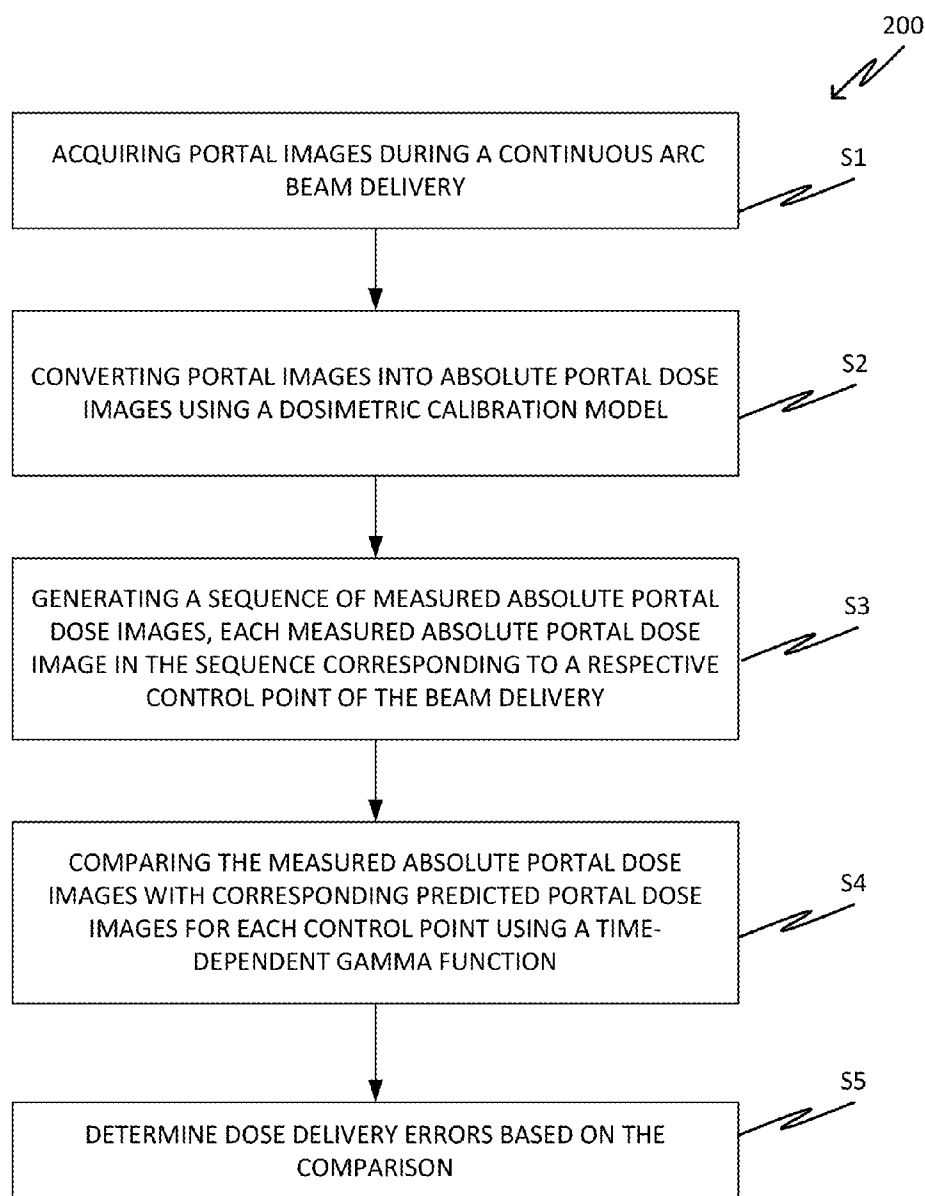 200
ACQUIRING PORTAL IMAGES DURING A CONTINUOUS ARC
BEAM DELIVERY
S1
CONVERTING PORTAL IMAGES INTO ABSOLUTE PORTAL DOSE
IMAGES USING A DOSIMETRIC CALIBRATION MODEL
S2
GENERATING A SEQUENCE OF MEASURED ABSOLUTE PORTAL
DOSE IMAGES, EACH MEASURED ABSOLUTE PORTAL DOSE
IMAGE IN THE SEQUENCE CORRESPONDING TO A RESPECTIVE
CONTROL POINT OF THE BEAM DELIVERY
S3
COMPARING THE MEASURED ABSOLUTE PORTAL DOSE
IMAGES WITH CORRESPONDING PREDICTED PORTAL DOSE
IMAGES FOR EACH CONTROL POINT USING A TIME-
DEPENDENT GAMMA FUNCTION
S4
DETERMINE DOSE DELIVERY ERRORS BASED ON THE
COMPARISON
S5